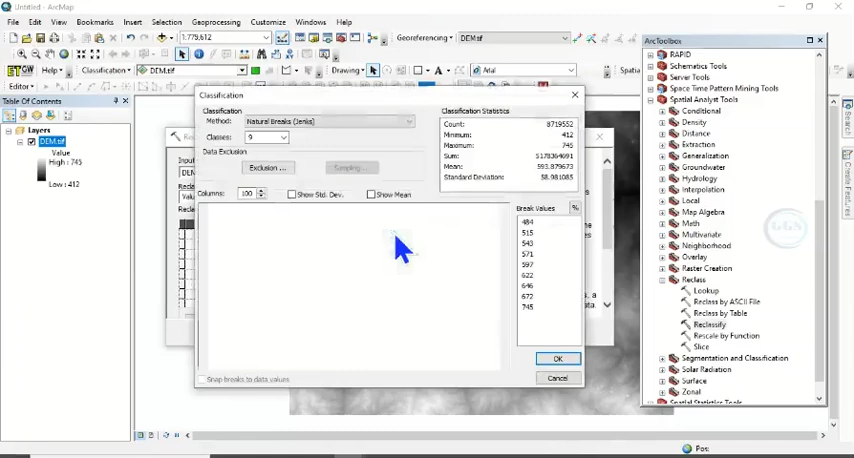 Untitled - ArcMap
File Edit View Bookmarks Insert Selection Geoprocessing Customize Windows Help
1:779,612 Georeferencing DEM.tif
Help Classification DEM.tif Drawing Arial Spatia
Editor
Table Of Contents
Layers
DEM.tif
Value
High : 745
Low : 412
Classification
Classification
Method: Natural Breaks (Jenks)
Classes: 9
Data Exclusion
Exclusion ... Sampling ...
Columns: 100 Show Std. Dev. Show Mean
Classification Statistics
Count: 8719552
Minimum: 412
Maximum: 745
Sum: 5178364691
Mean: 593.879673
Standard Deviation: 58.981085
Break Values %
484
515
543
571
597
622
646
672
745
OK
Cancel
Snap breaks to data values
ArcToolbox
RAPID
Schematics Tools
Server Tools
Space Time Pattern Mining Tools
Spatial Analyst Tools
Conditional
Density
Distance
Extraction
Generalization
Groundwater
Hydrology
Interpolation
Local
Map Algebra
Math
Multivariate
Neighborhood
Overlay
Raster Creation
Reclass
Lookup
Reclass by ASCII File
Reclass by Table
Reclassify
Rescale by Function
Slice
Segmentation and Classification
Solar Radiation
Surface
Zonal
Spatial Statistics Tools
GGS
Search
Create Features
Pos: